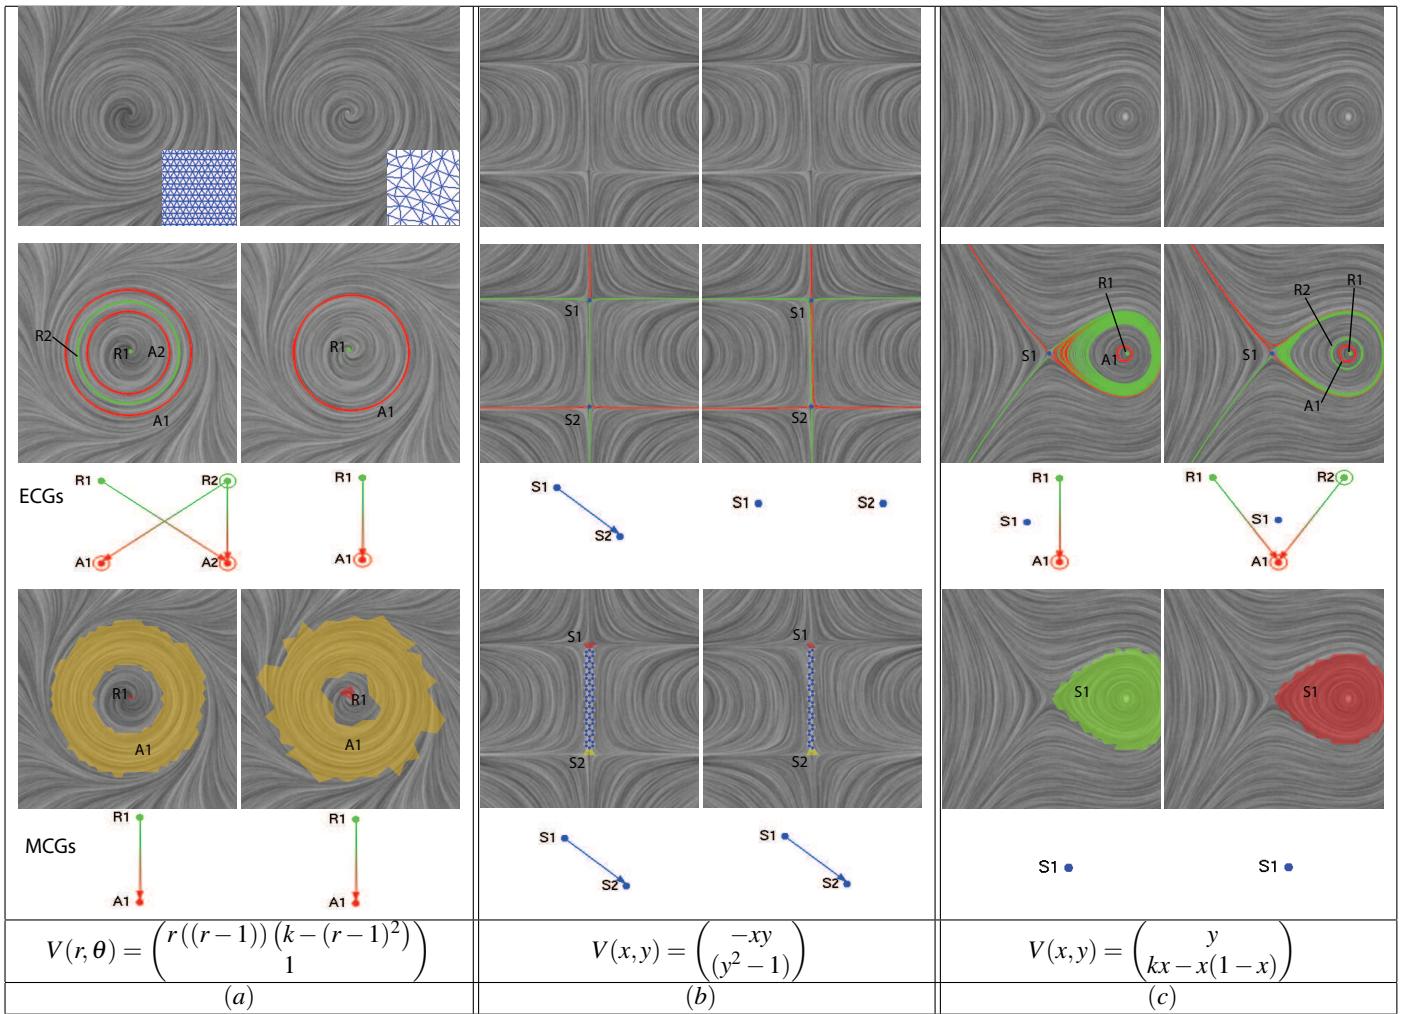 R2
R1
A2
A1
R1
A1
S1
S2
S1
S2
R1
S1
A1
R2
R1
S1
A1
ECGs
R1
R2
A1
A2
R1
A1
S1
S2
S1
S2
R1
S1
A1
R1
R2
S1
A1
R1
A1
R1
A1
S1
S2
S1
S2
S1
S1
MCGs
R1
A1
R1
A1
S1
S2
S1
S2
S1
S1
V(r,θ) = (r((r−1))(k−(r−1)²)
1)
V(x,y) = (−xy
(y²−1))
V(x,y) = (y
kx−x(1−x))
(a)
(b)
(c)